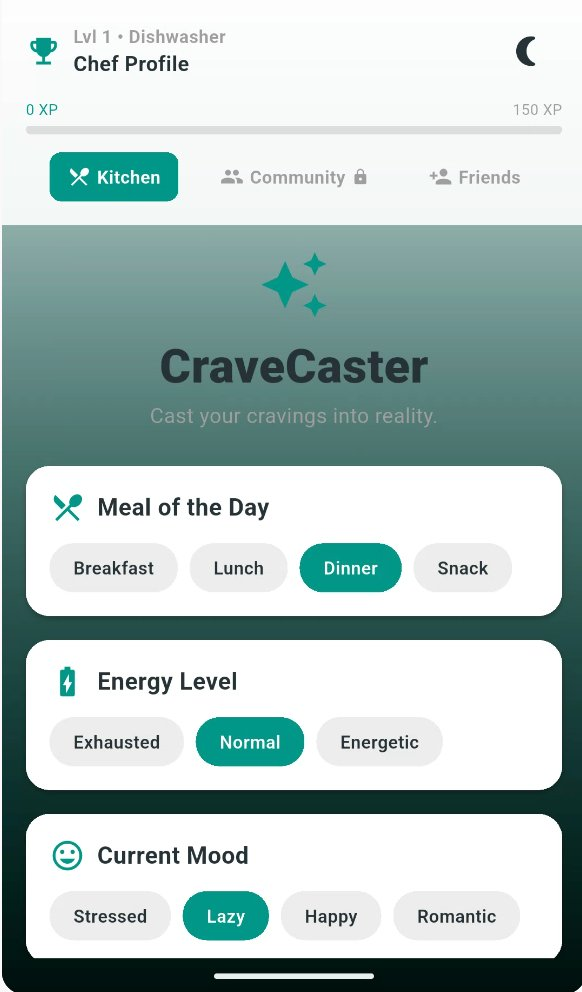 Lvl 1 • Dishwasher
Chef Profile
0 XP 150 XP
Kitchen Community Friends
CraveCaster
Cast your cravings into reality.
Meal of the Day
Breakfast Lunch Dinner Snack
Energy Level
Exhausted Normal Energetic
Current Mood
Stressed Lazy Happy Romantic